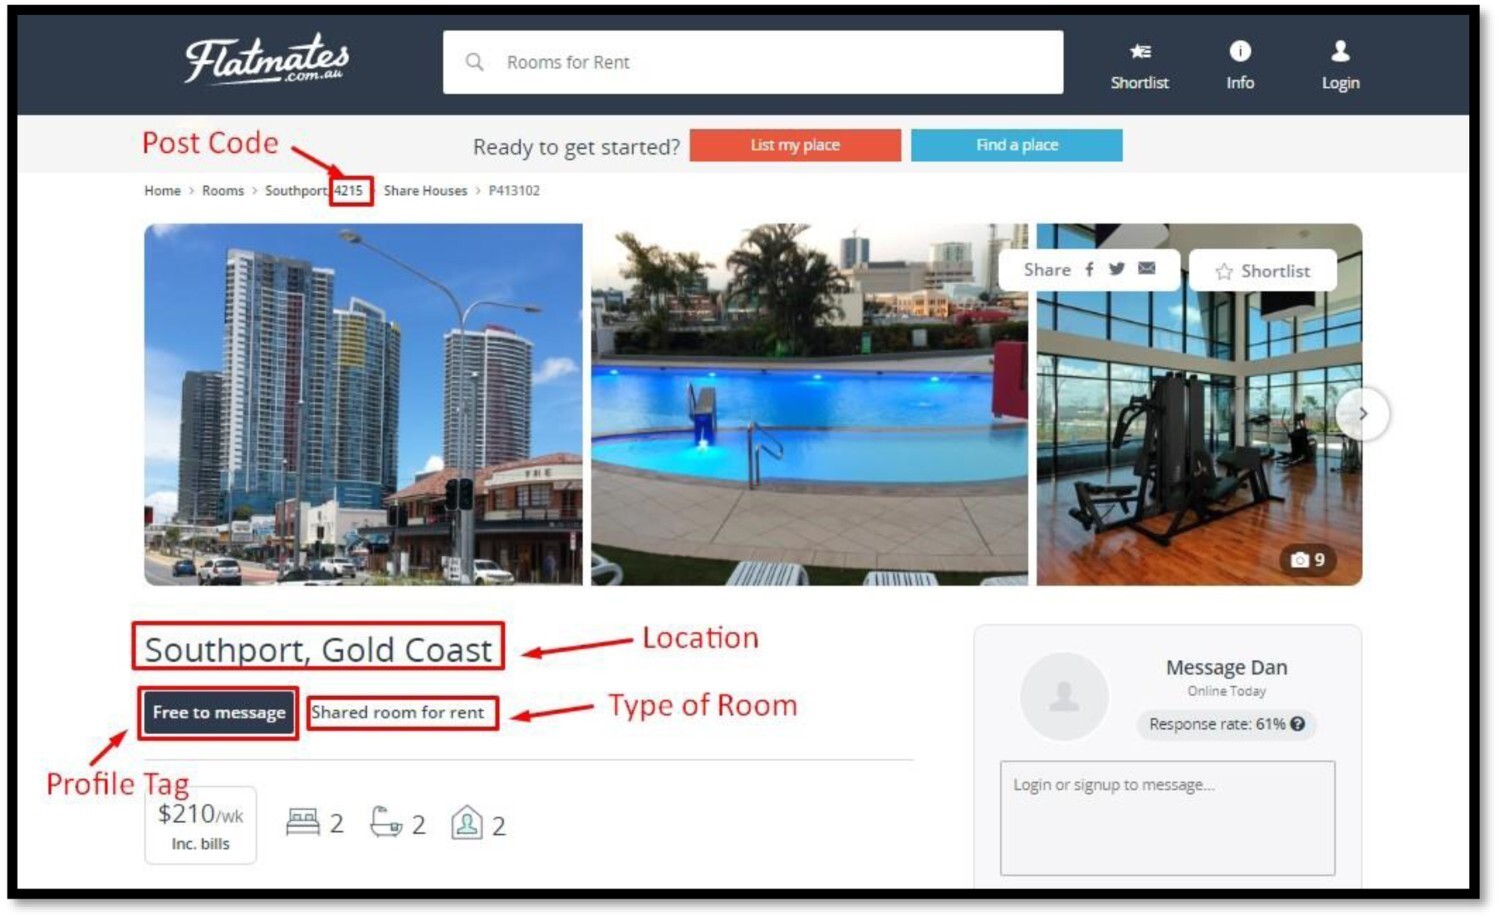 Flatmates
.com.au
Rooms for Rent
Shortlist
Info
Login
Post Code
Ready to get started?
List my place
Find a place
Home > Rooms > Southport, 4215 > Share Houses > P413102
Share
Shortlist
THE
9
Southport, Gold Coast
Location
Free to message
Shared room for rent
Type of Room
Profile Tag
$210/wk
Inc. bills
2
2
2
Message Dan
Online Today
Response rate: 61%
Login or signup to message...